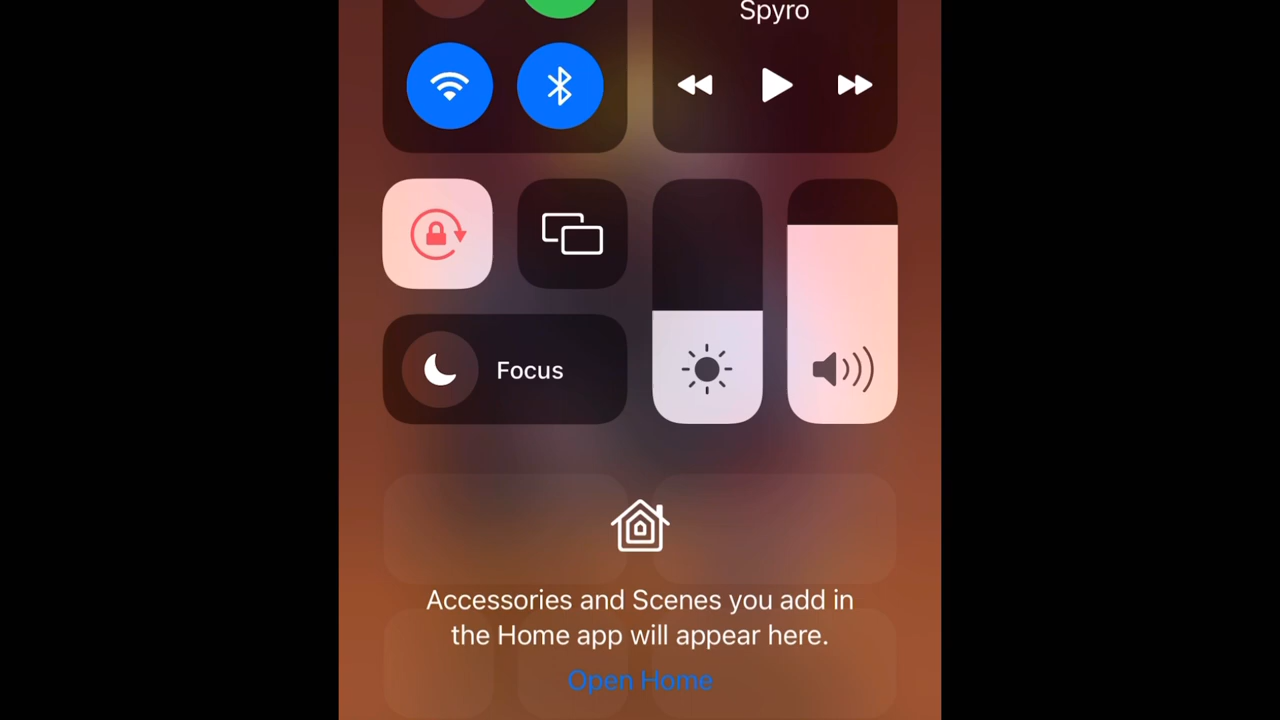 Spyro
Focus
Accessories and Scenes you add in
the Home app will appear here.
Open Home